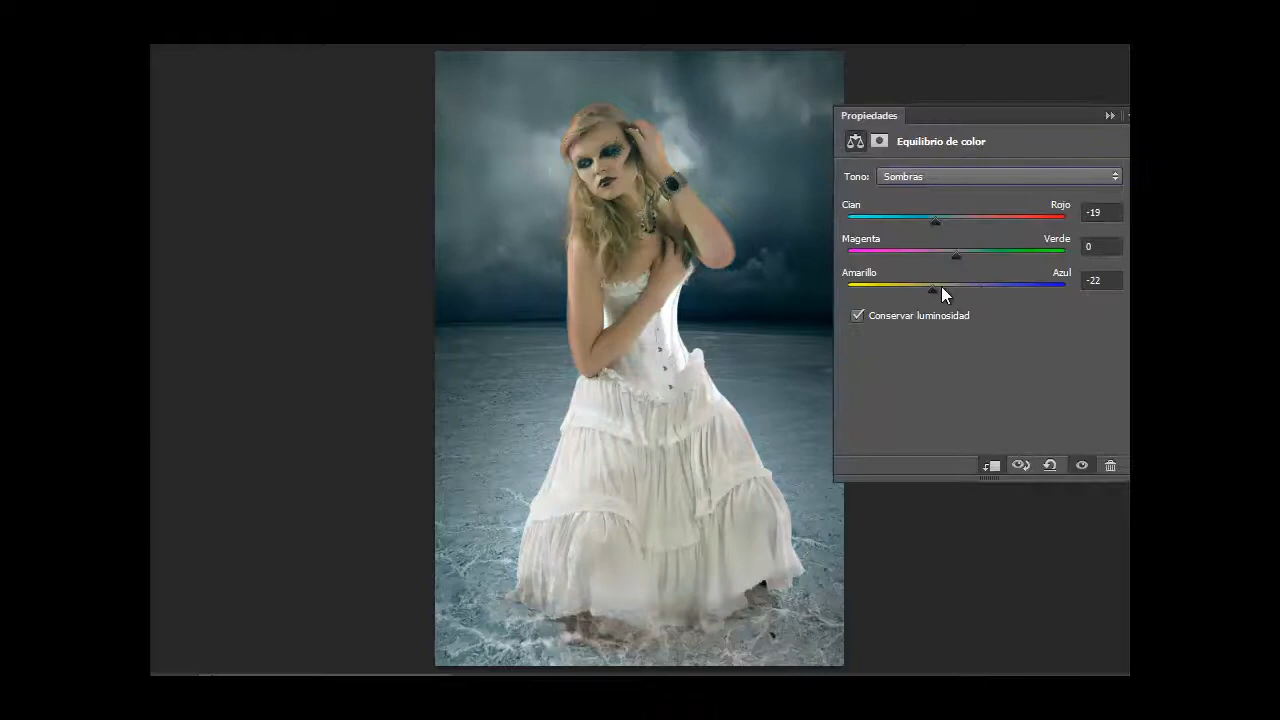 Propiedades
Equilibrio de color
Tono: Sombras
Cian Rojo -19
Magenta Verde 0
Amarillo Azul -22
Conservar luminosidad